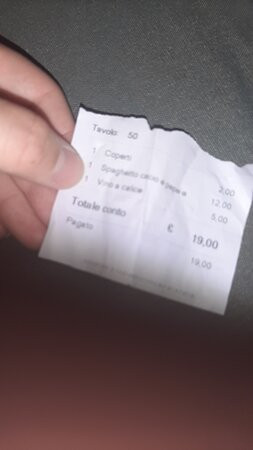 Tavolo: 50
1 Coperti 2,00
1 Spaghetto cacio e pepe e 12,00
1 Vino a calice 5,00
Totale conto € 19,00
Pagato 19,00